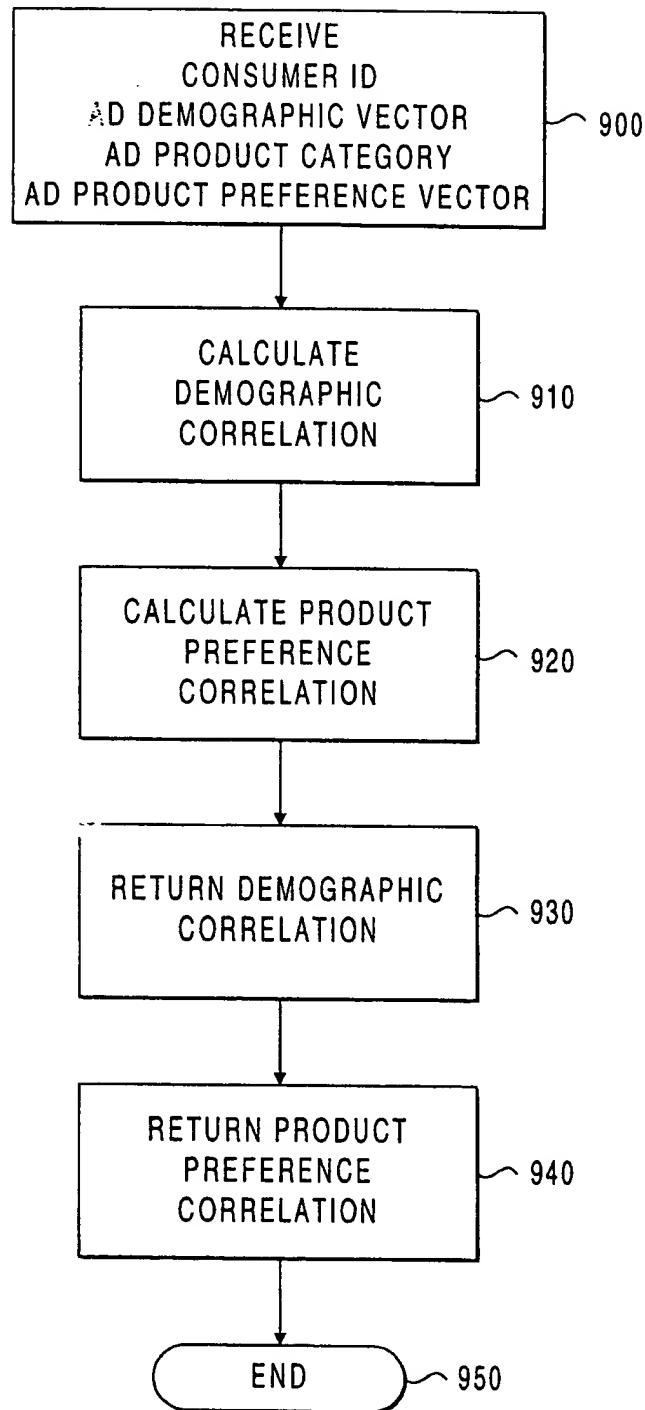 RECEIVE
CONSUMER ID
AD DEMOGRAPHIC VECTOR
AD PRODUCT CATEGORY
AD PRODUCT PREFERENCE VECTOR
900
CALCULATE
DEMOGRAPHIC
CORRELATION
910
CALCULATE PRODUCT
PREFERENCE
CORRELATION
920
RETURN DEMOGRAPHIC
CORRELATION
930
RETURN PRODUCT
PREFERENCE
CORRELATION
940
END
950